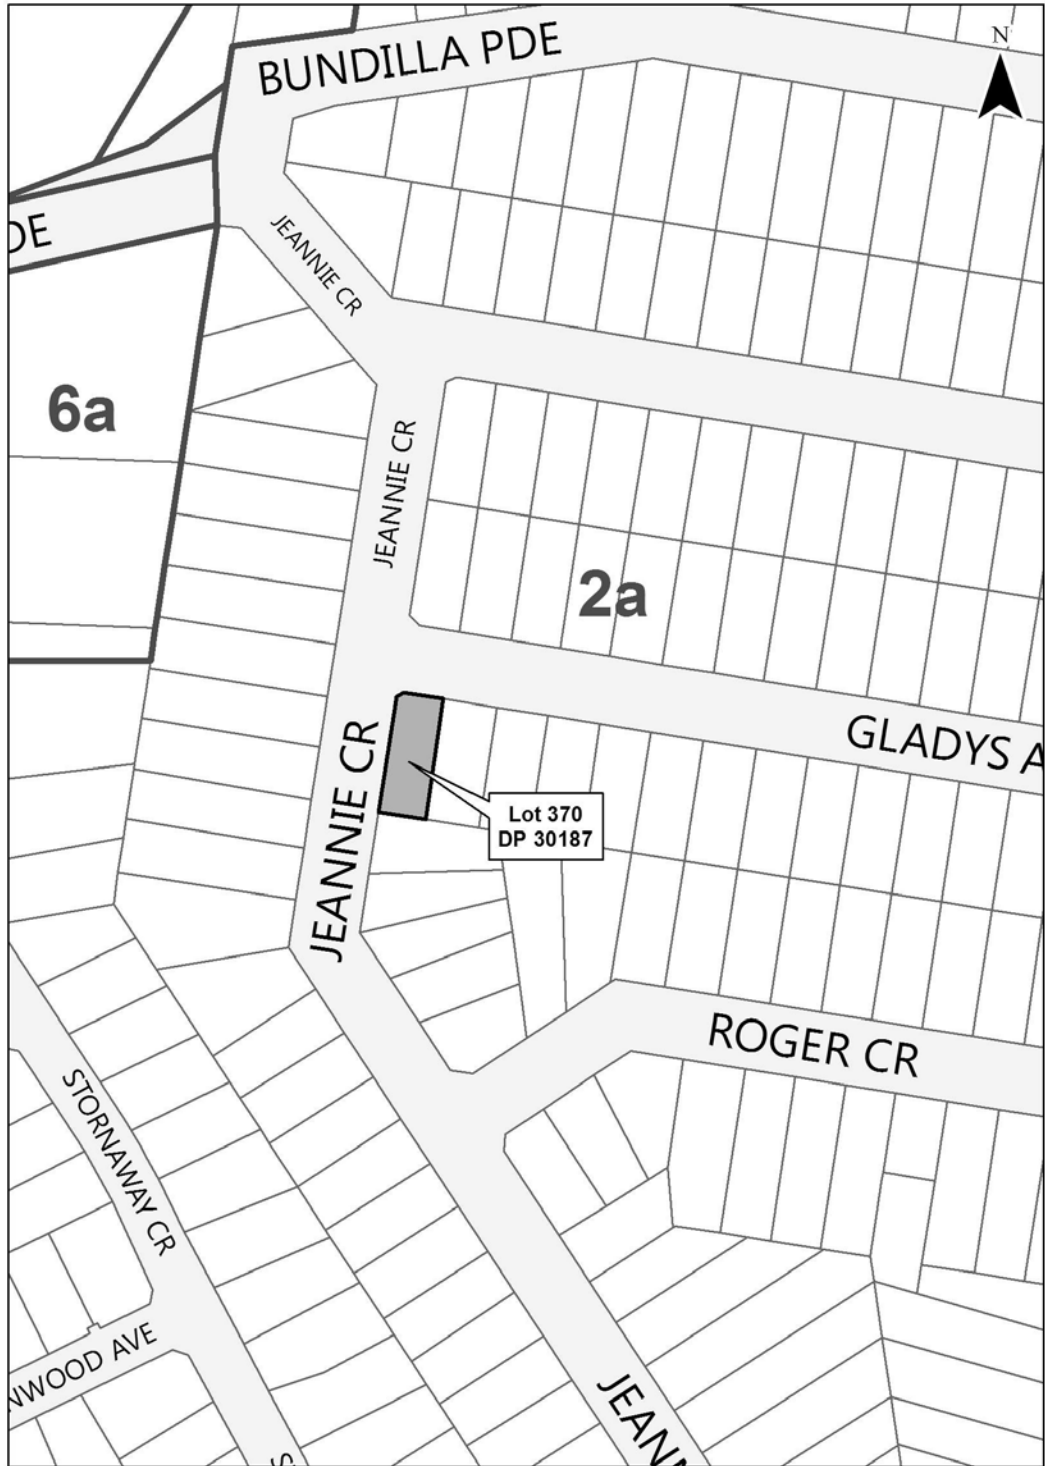 N
BUNDILLA PDE
DE
JEANNIE CR
6a
JEANNIE CR
2a
GLADYS A
JEANNIE CR
Lot 370
DP 30187
ROGER CR
STORNAWAY CR
NWOOD AVE
JEANN
S